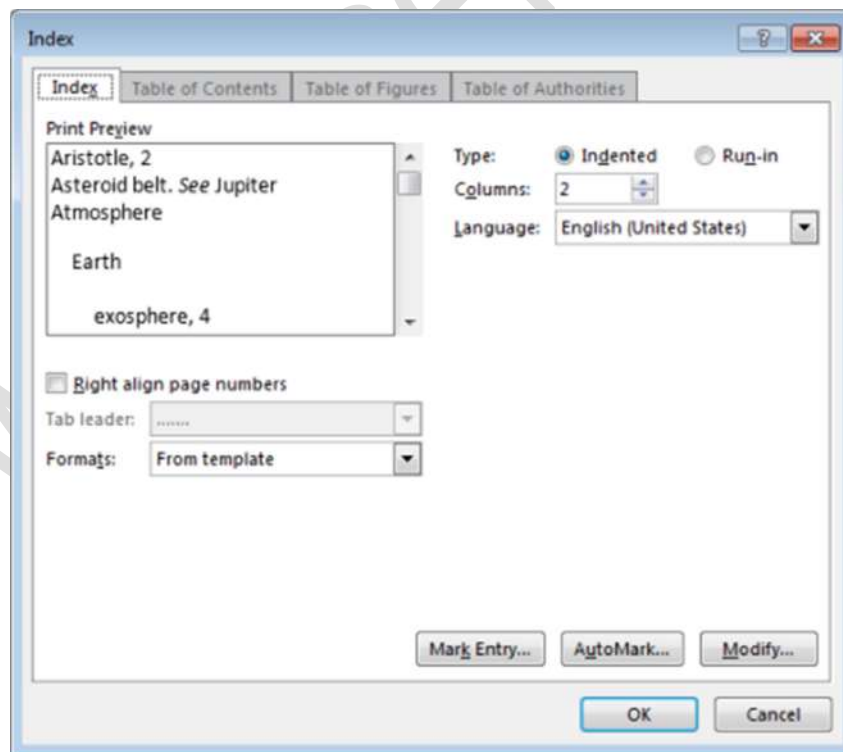 Index
Index Table of Contents Table of Figures Table of Authorities
Print Preview
Aristotle, 2
Asteroid belt. See Jupiter
Atmosphere
Earth
exosphere, 4
Type: Indented Run-in
Columns: 2
Language: English (United States)
Right align page numbers
Tab leader: .......
Formats: From template
Mark Entry... AutoMark... Modify...
OK Cancel